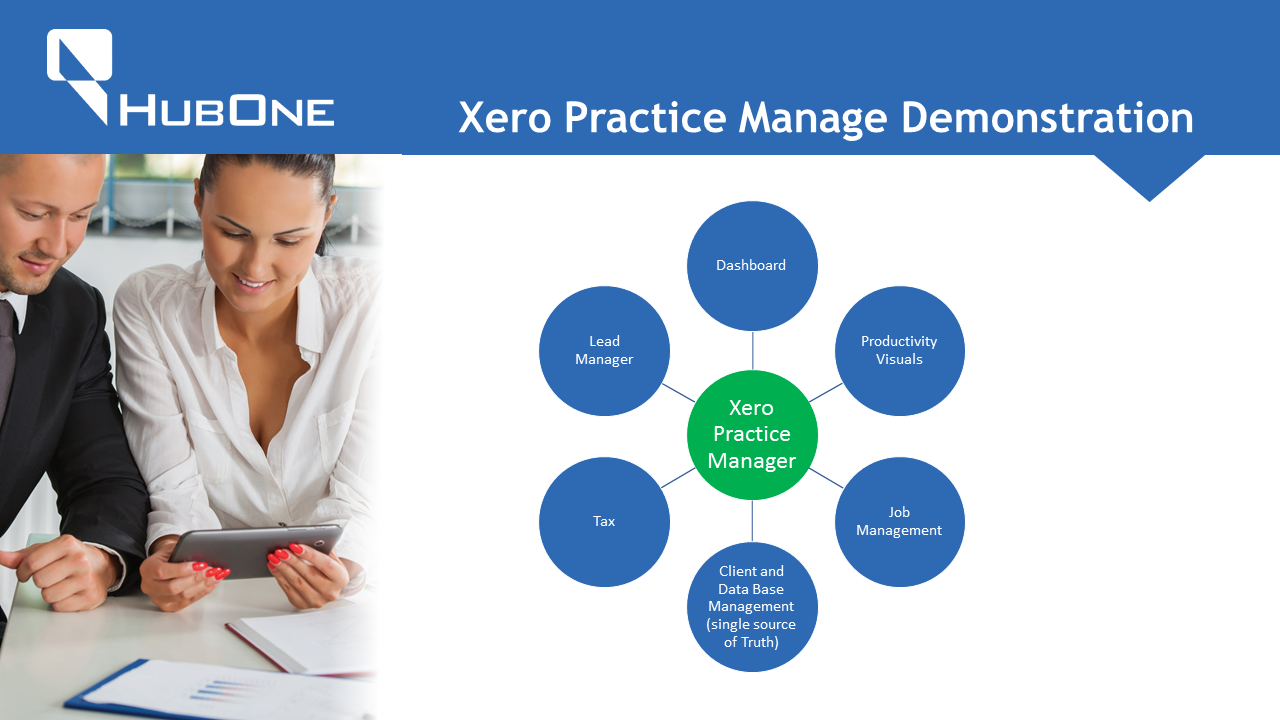 HUBONE
Xero Practice Manage Demonstration
Dashboard
Productivity
Visuals
Job
Management
Client and
Data Base
Management
(single source
of Truth)
Tax
Lead
Manager
Xero
Practice
Manager